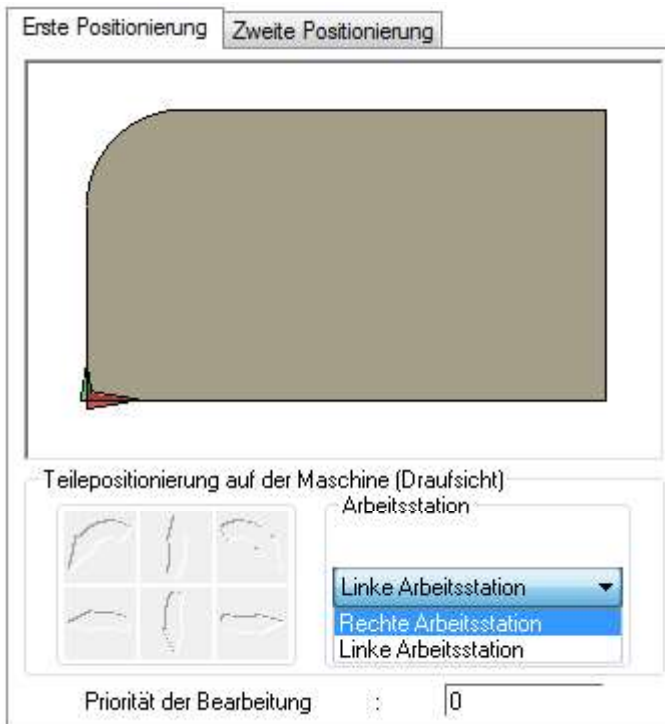 Erste Positionierung
Zweite Positionierung
Teilepositionierung auf der Maschine (Draufsicht)
Arbeitsstation
Linke Arbeitsstation
Rechte Arbeitsstation
Linke Arbeitsstation
Priorität der Bearbeitung : 0